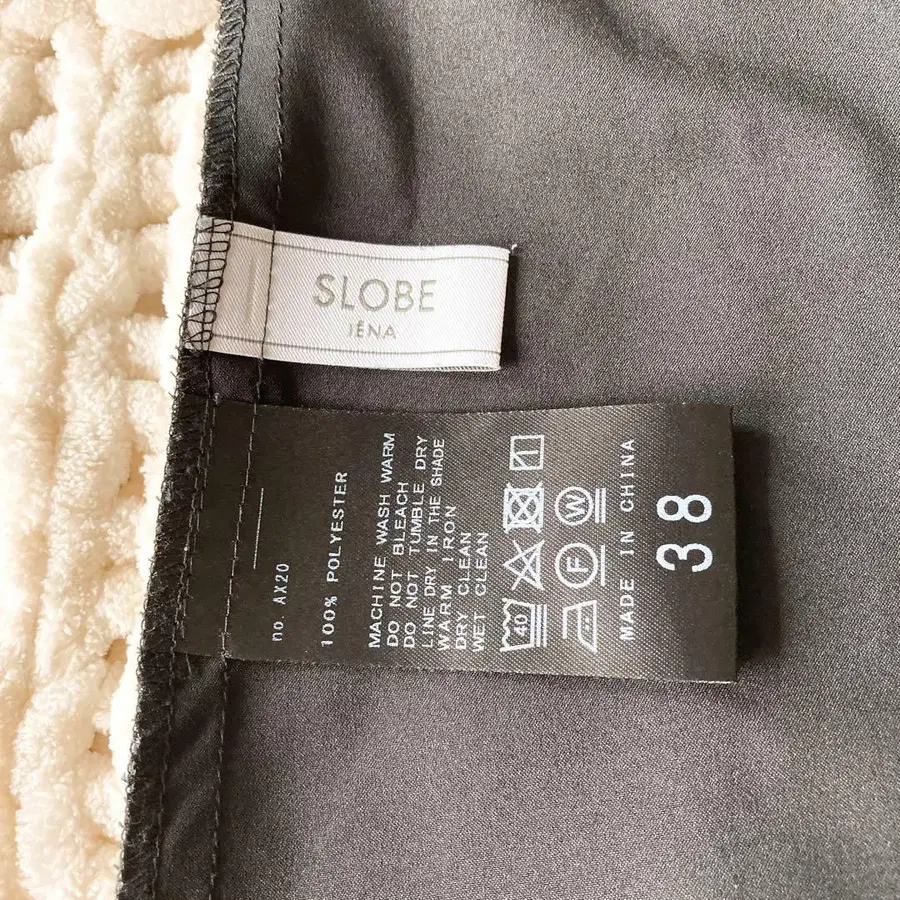 SLOBE
IÉNA
no. AX20
100% POLYESTER
MACHINE WASH WARM
DO NOT BLEACH
DO NOT TUMBLE DRY
LINE DRY IN THE SHADE
WARM IRON
DRY CLEAN
WET CLEAN
40
F W
MADE IN CHINA
38